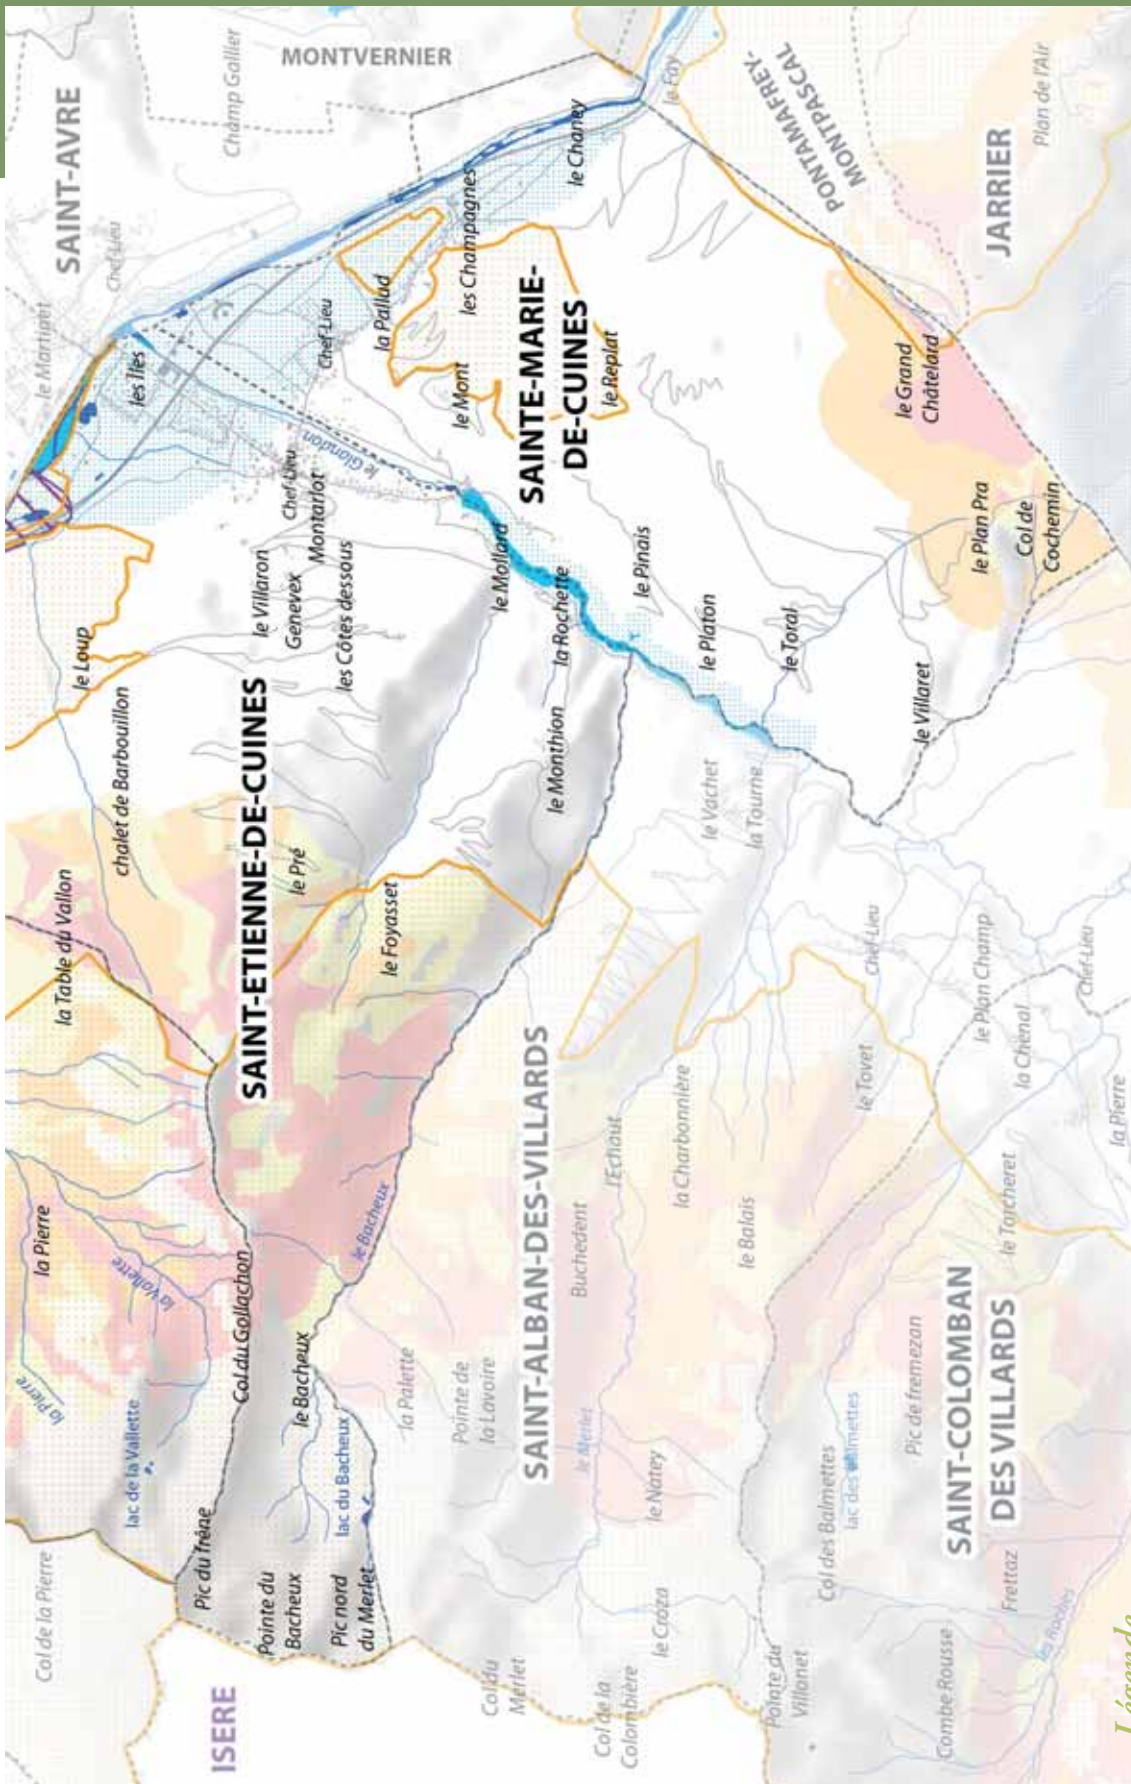 MONTVERNIER
Champ Gallier
SAINT-AVRE
Chef-Lieu
le Martinet
les Iles
le Fay
PONTAMAFREY-
MONTPASCAL
Plan de l'Air
JARRIER
le Chaney
les Champagnes
la Pallad
Chef-Lieu
le Mont
SAINTE-MARIE-
DE-CUINES
le Replat
le Grand
Châtelard
le Glandon
Chef-Lieu
Montarlot
le Villaron
Genevex
les Côtes dessous
le Mollard
la Rochette
le Pinais
le Platon
le Toral
le Plan Pra
Col de
Cochemin
le Villaret
le Loup
chalet de Barbouillon
SAINT-ETIENNE-DE-CUINES
le Monthion
le Vachet
la Tourne
la Table du Vallon
le Pré
le Foyasset
Chef-Lieu
le Plan Champ
Chef-Lieu
la Chenal
la Pierre
le Tovet
le Tarcheret
la Pierre
la Vallette
la Pierre
Col du Gollachon
le Bacheux
le Bacheux
SAINT-ALBAN-DES-VILLARDS
l'Echaut
la Charbonnière
Buchedent
le Balais
la Palette
Pointe de
la Lavoire
le Merlet
le Natey
lac de la Vallette
lac du Bacheux
Pic du Frêne
Pointe du
Bacheux
Pic nord
du Merlet
Col de la Pierre
ISERE
Col du
Merlet
Col de la
Colombière
le Croza
Pointe du
Villonet
Col des Balmettes
lac des Balmettes
Pic de fremezan
SAINT-COLOMBAN
DES VILLARDS
Frettaz
Combe Rousse
les Roches
Légende